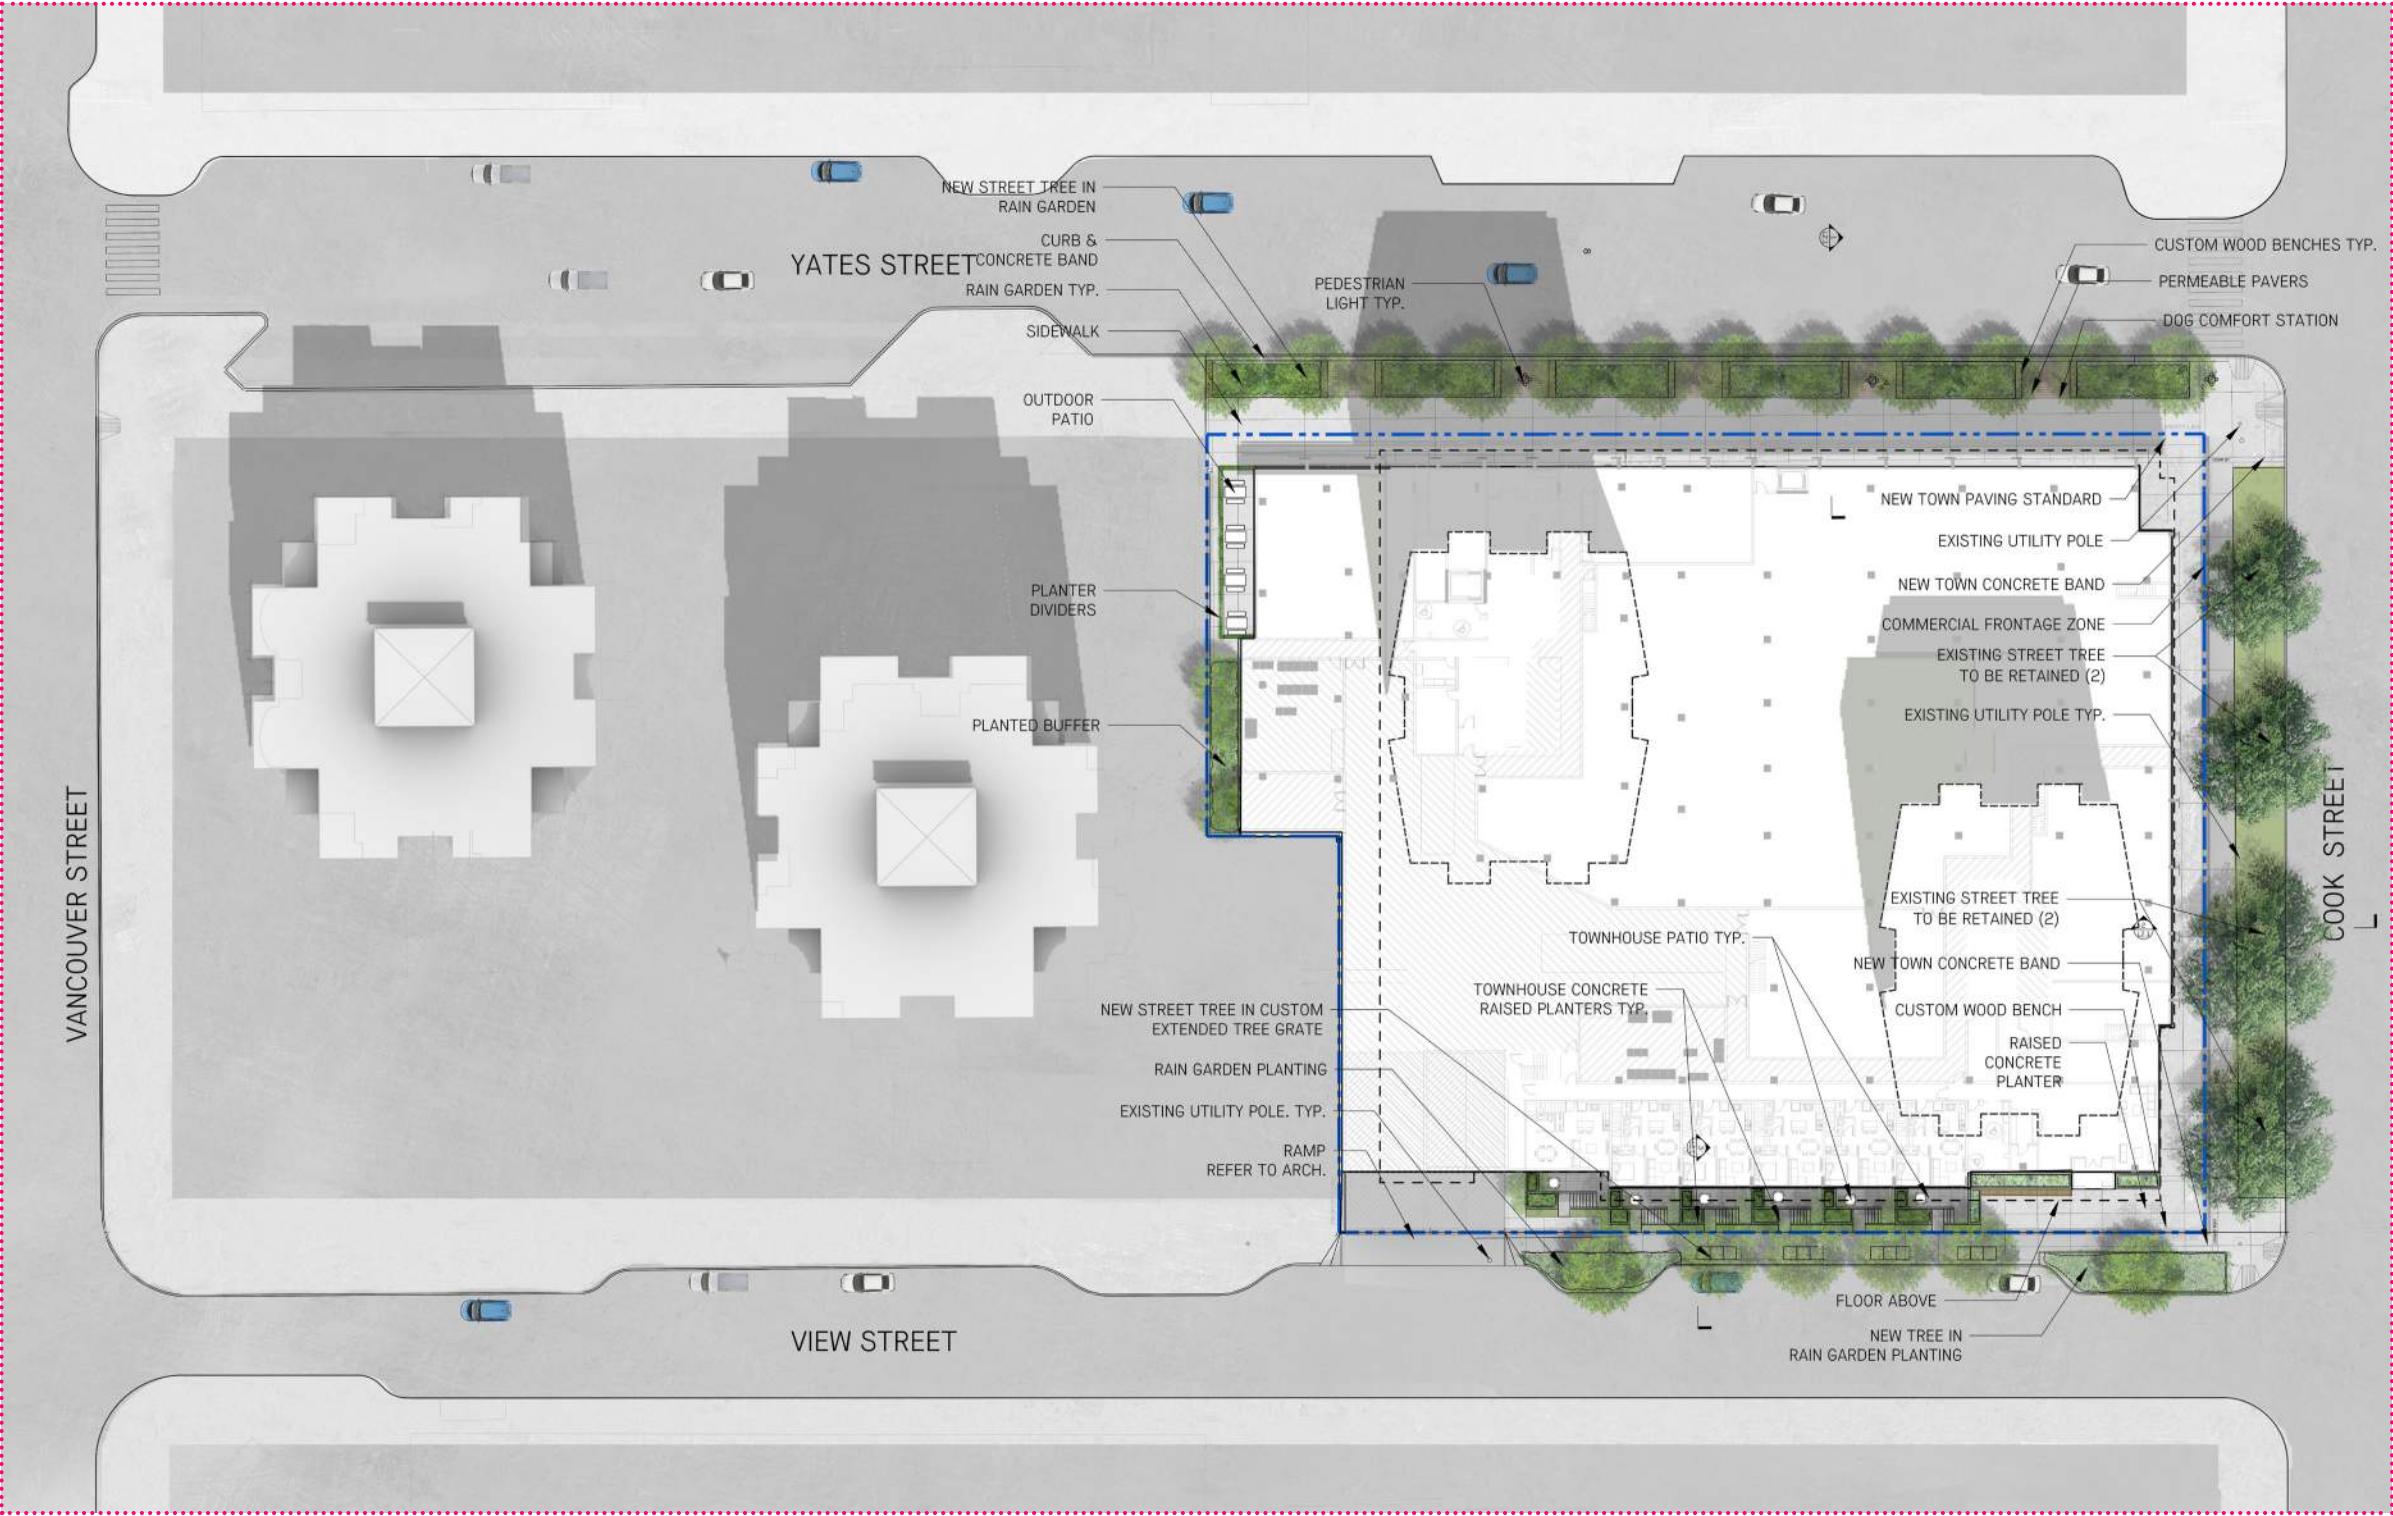 NEW STREET TREE IN
RAIN GARDEN
CURB &
CONCRETE BAND
YATES STREET
RAIN GARDEN TYP.
SIDEWALK
OUTDOOR
PATIO
PEDESTRIAN
LIGHT TYP.
CUSTOM WOOD BENCHES TYP.
PERMEABLE PAVERS
DOG COMFORT STATION
NEW TOWN PAVING STANDARD
EXISTING UTILITY POLE
NEW TOWN CONCRETE BAND
COMMERCIAL FRONTAGE ZONE
EXISTING STREET TREE
TO BE RETAINED (2)
EXISTING UTILITY POLE TYP.
PLANTER
DIVIDERS
PLANTED BUFFER
VANCOUVER STREET
COOK STREET
EXISTING STREET TREE
TO BE RETAINED (2)
TOWNHOUSE PATIO TYP.
NEW TOWN CONCRETE BAND
TOWNHOUSE CONCRETE
RAISED PLANTERS TYP.
CUSTOM WOOD BENCH
RAISED
CONCRETE
PLANTER
NEW STREET TREE IN CUSTOM
EXTENDED TREE GRATE
RAIN GARDEN PLANTING
EXISTING UTILITY POLE. TYP.
RAMP
REFER TO ARCH.
FLOOR ABOVE
NEW TREE IN
RAIN GARDEN PLANTING
VIEW STREET